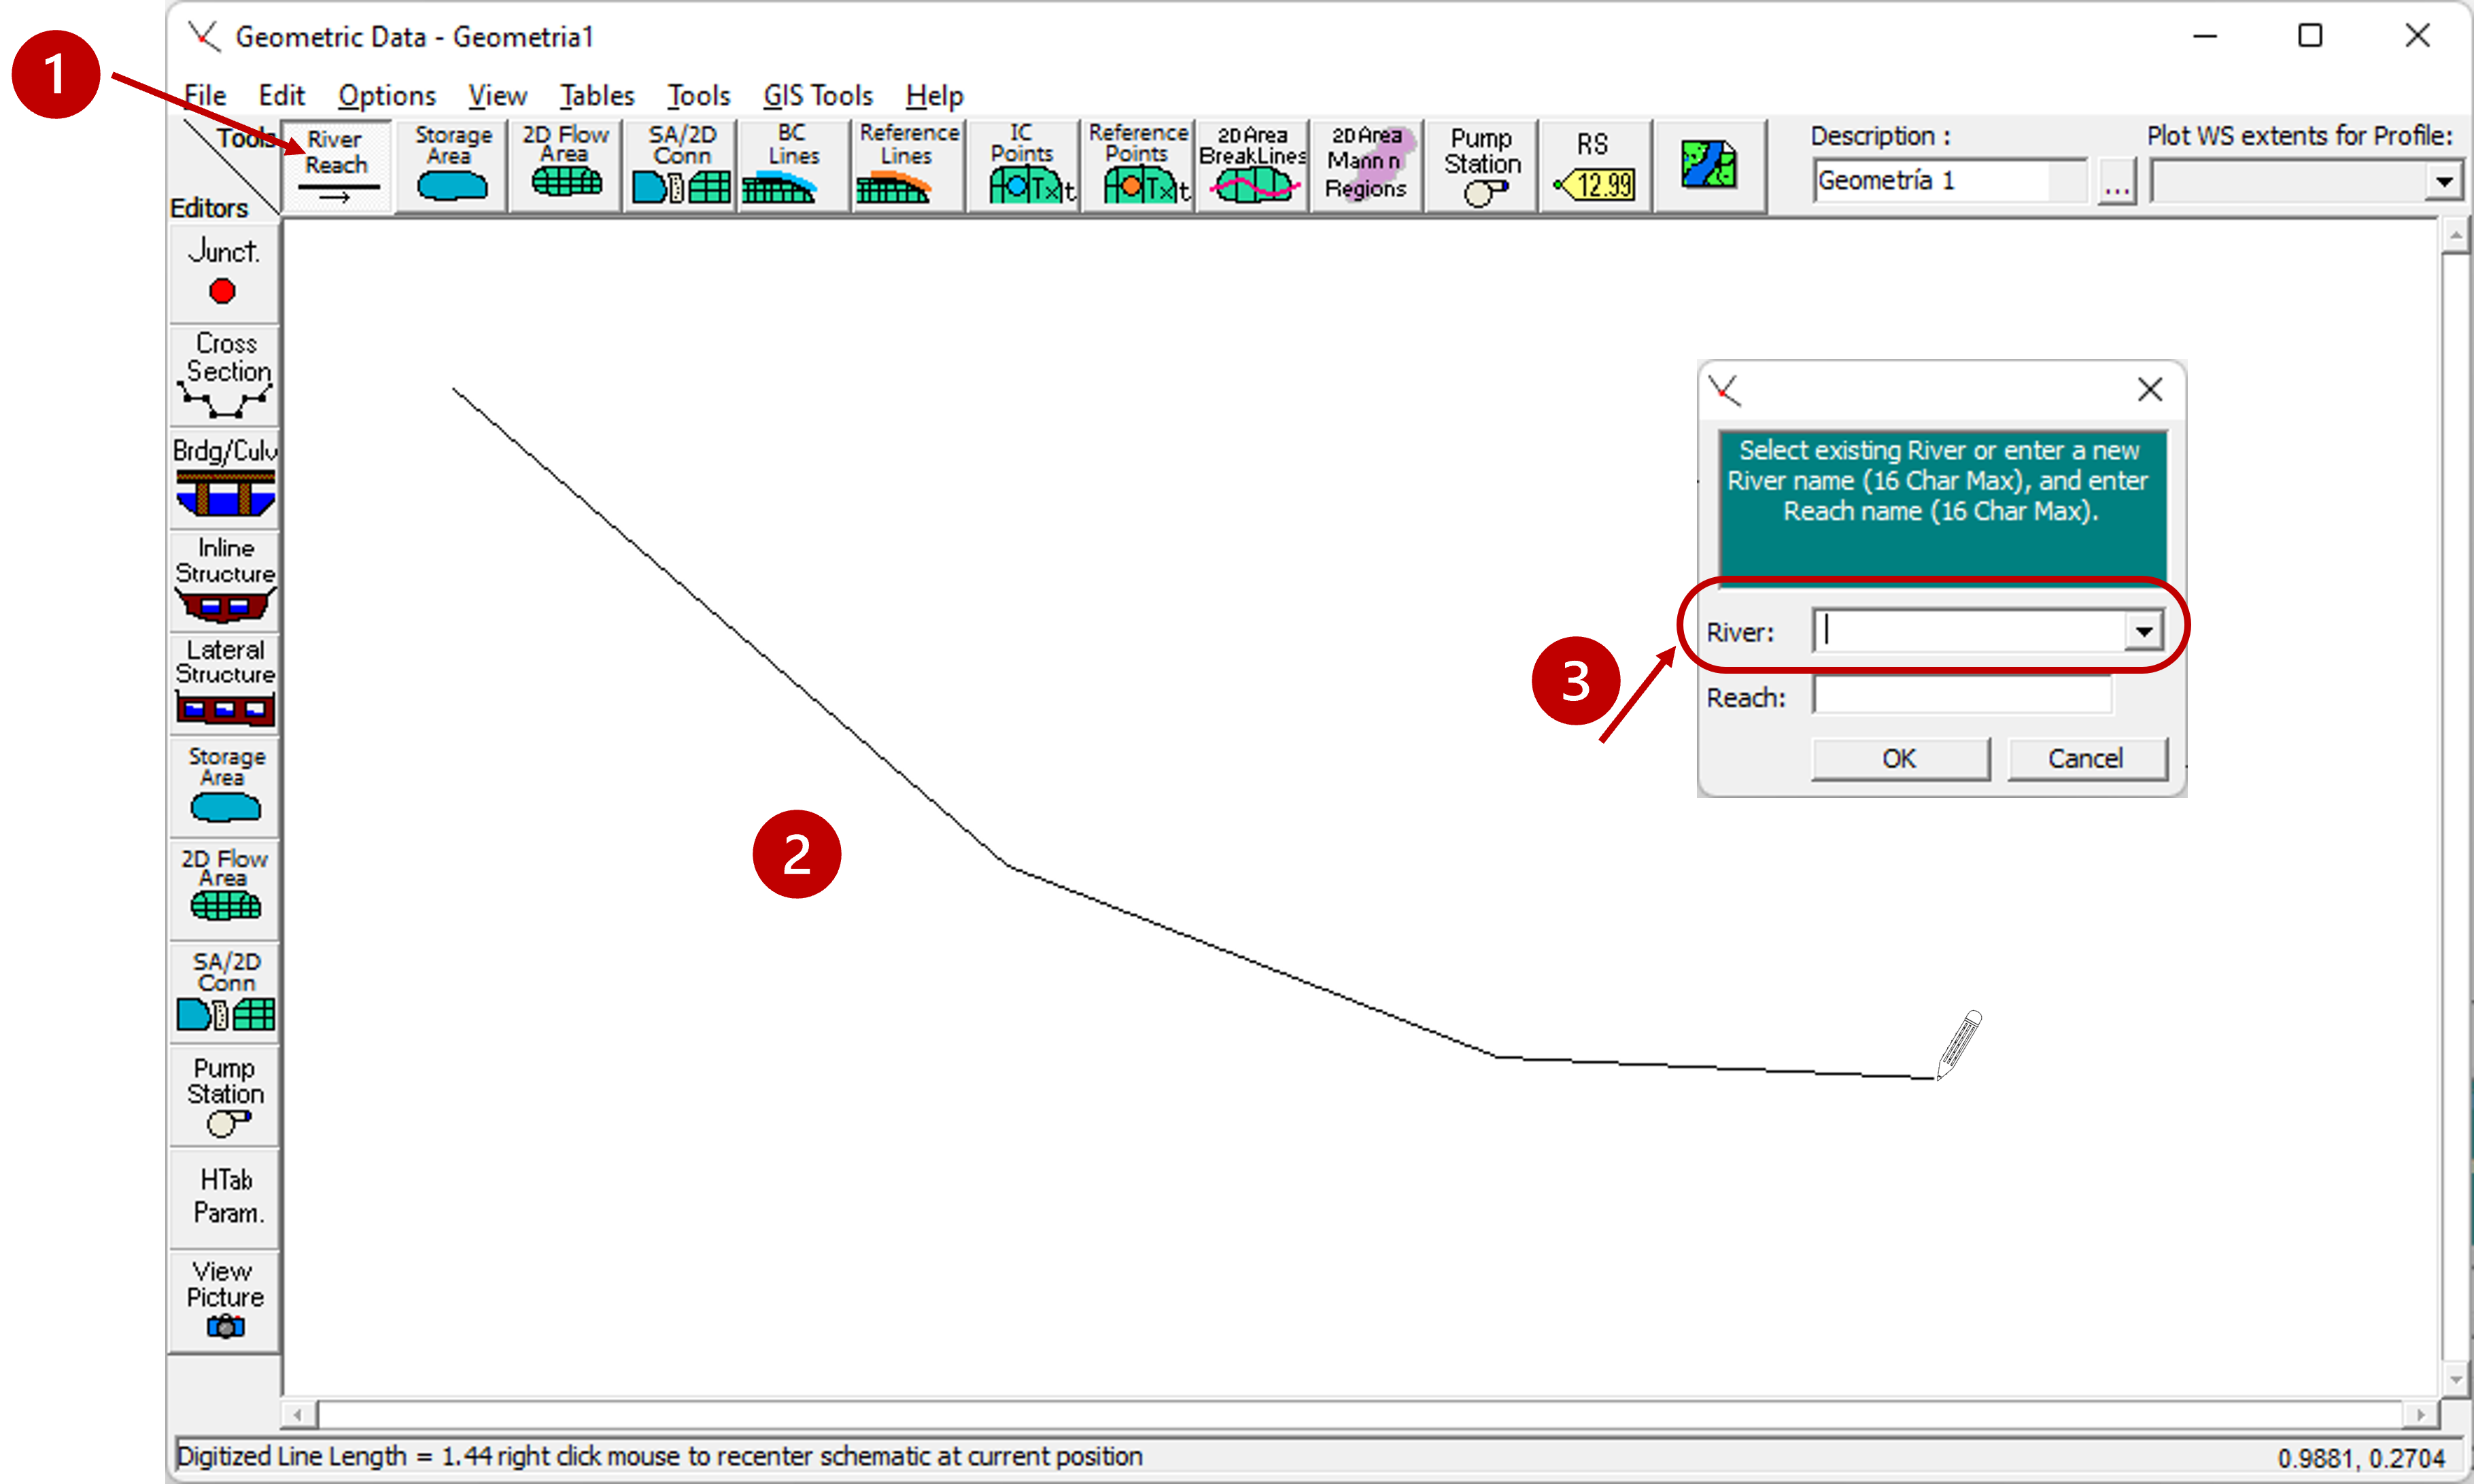 Geometric Data - Geometria1
1
File Edit Options View Tables Tools GIS Tools Help
Tools
Editors
River
Reach
Storage
Area
2D Flow
Area
SA/2D
Conn
BC
Lines
Reference
Lines
IC
Points
Txt
Reference
Points
Txt
2D Area
BreakLines
2D Area
Mann n
Regions
Pump
Station
RS
12.99
Description :
Geometría 1
...
Plot WS extents for Profile:
Junct.
Cross
Section
Brdg/Culv
Inline
Structure
Lateral
Structure
Storage
Area
2D Flow
Area
SA/2D
Conn
Pump
Station
HTab
Param.
View
Picture
2
Select existing River or enter a new
River name (16 Char Max), and enter
Reach name (16 Char Max).
3
River:
Reach:
OK Cancel
Digitized Line Length = 1.44 right click mouse to recenter schematic at current position
0.9881, 0.2704